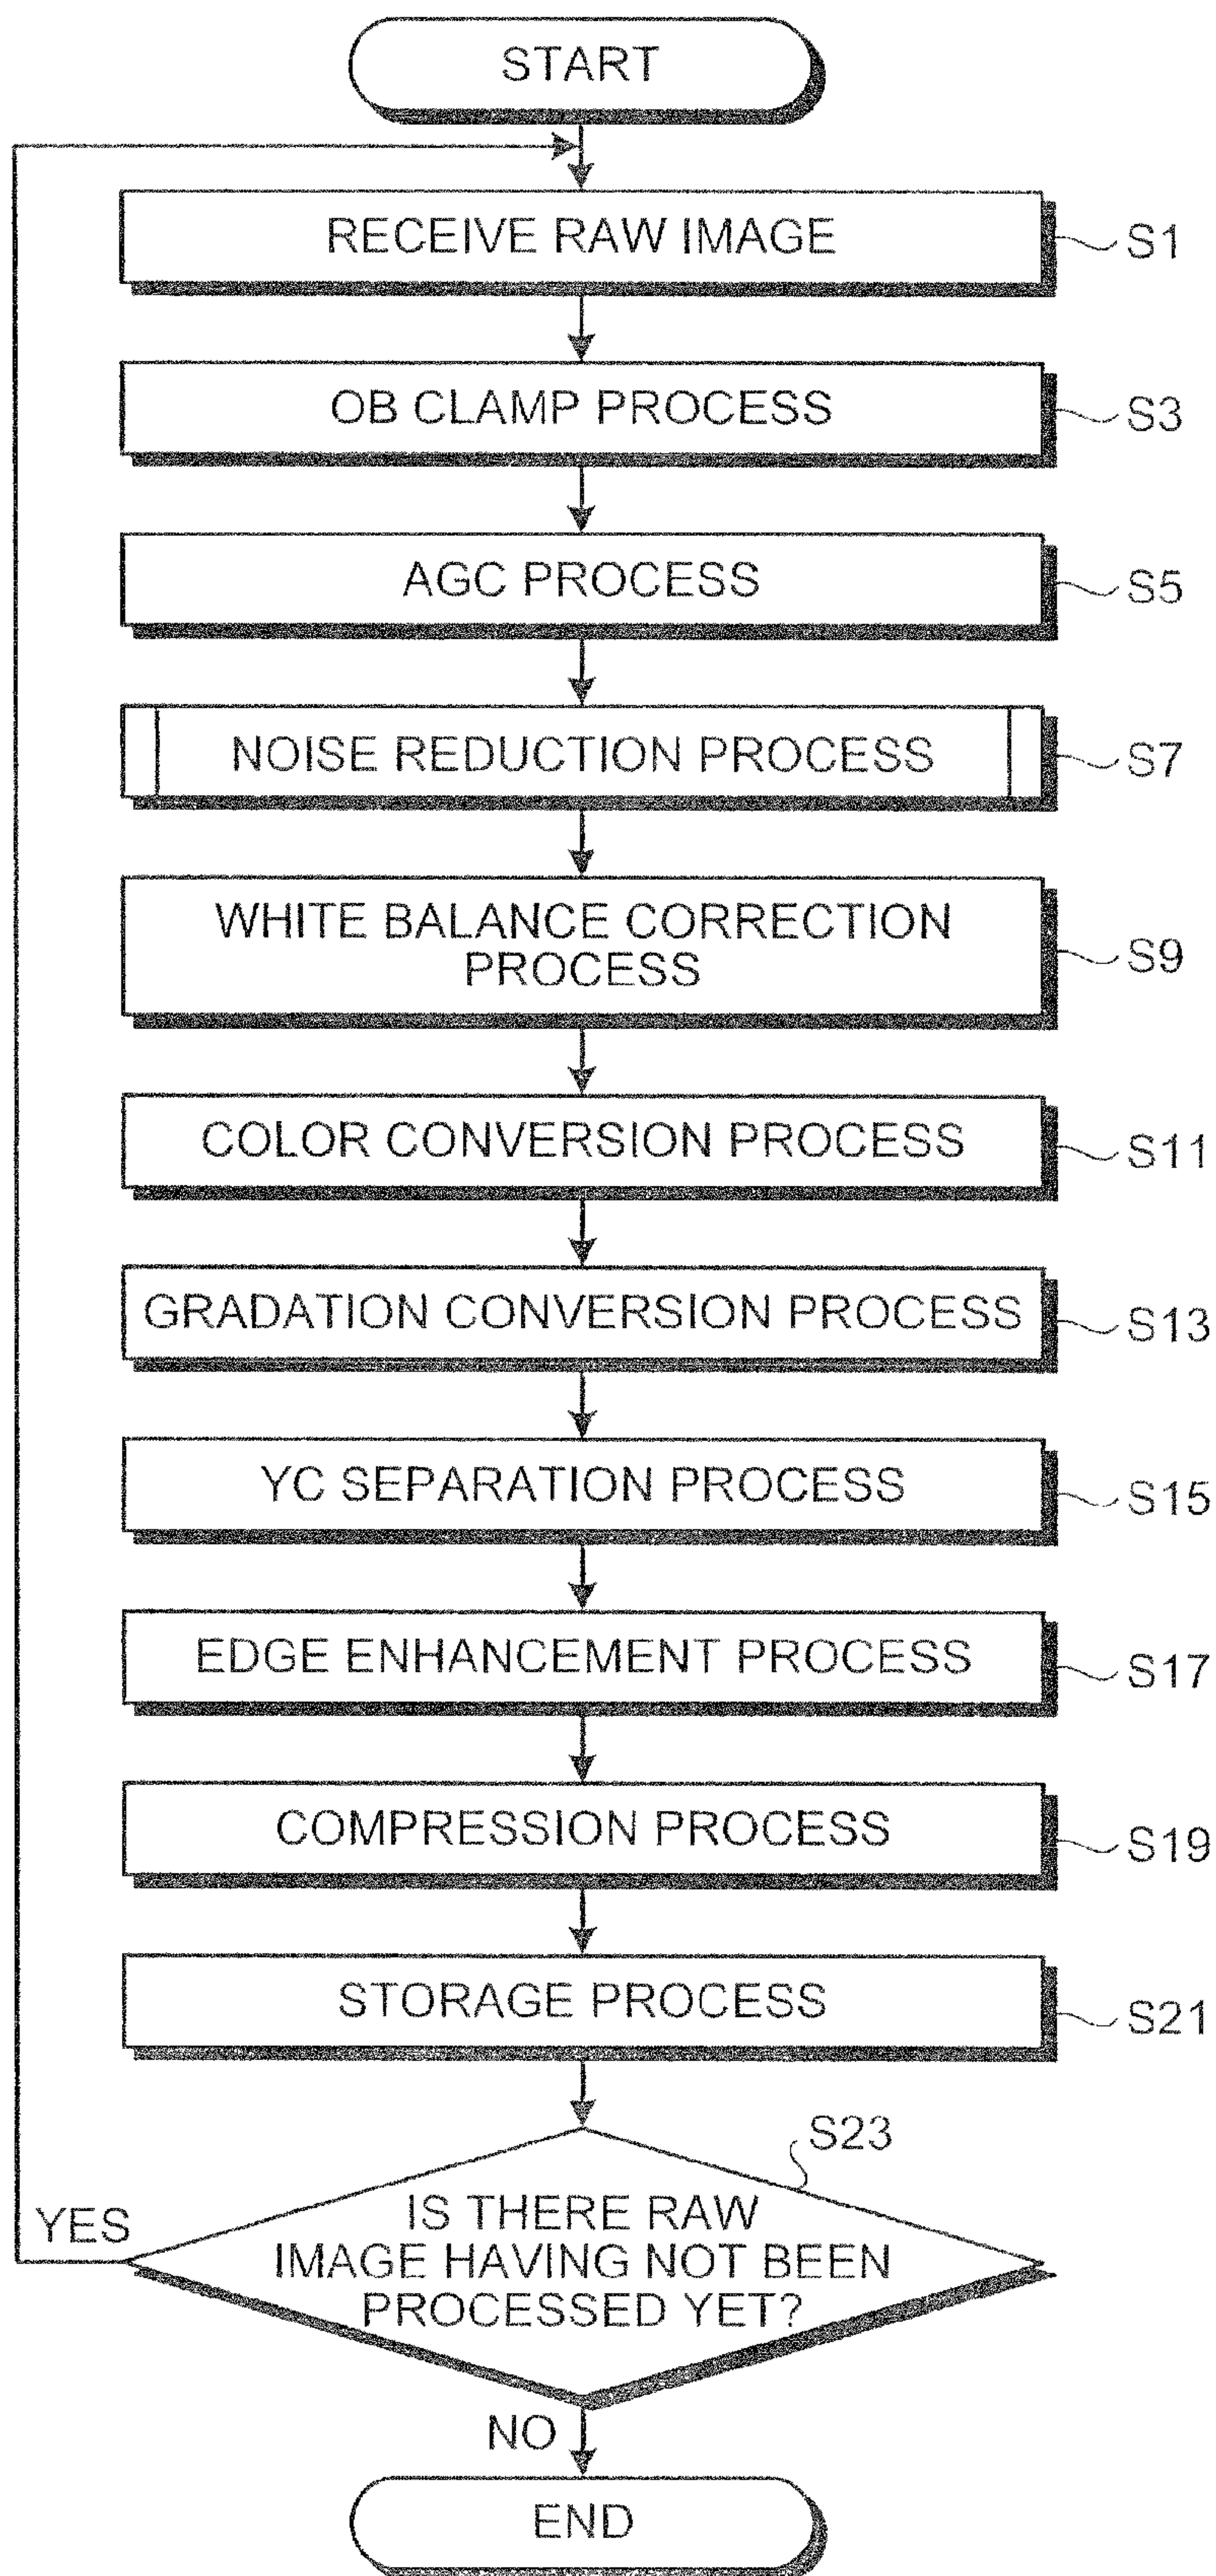 START
RECEIVE RAW IMAGE
S1
OB CLAMP PROCESS
S3
AGC PROCESS
S5
NOISE REDUCTION PROCESS
S7
WHITE BALANCE CORRECTION
PROCESS
S9
COLOR CONVERSION PROCESS
S11
GRADATION CONVERSION PROCESS
S13
YC SEPARATION PROCESS
S15
EDGE ENHANCEMENT PROCESS
S17
COMPRESSION PROCESS
S19
STORAGE PROCESS
S21
S23
IS THERE RAW
IMAGE HAVING NOT BEEN
PROCESSED YET?
YES
NO
END